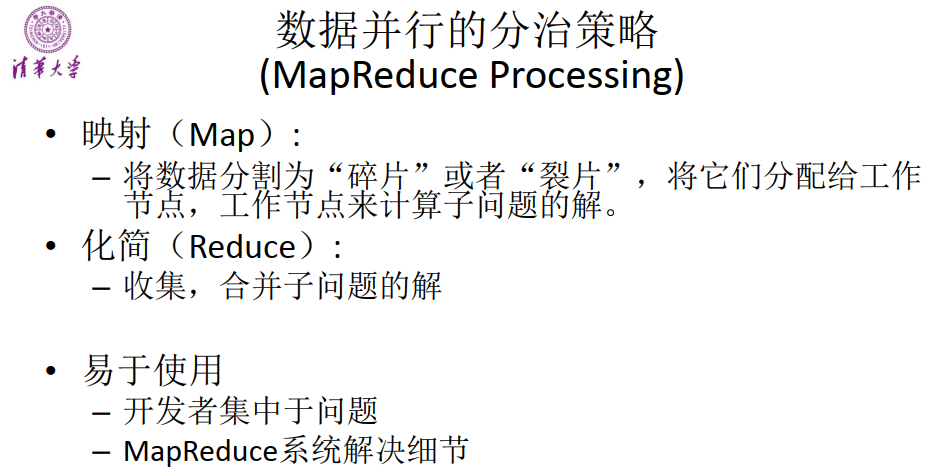 清华大学
数据并行的分治策略
(MapReduce Processing)
• 映射（Map）:
– 将数据分割为“碎片”或者“裂片”，将它们分配给工作
节点，工作节点来计算子问题的解。
• 化简（Reduce）:
– 收集，合并子问题的解
• 易于使用
– 开发者集中于问题
– MapReduce系统解决细节